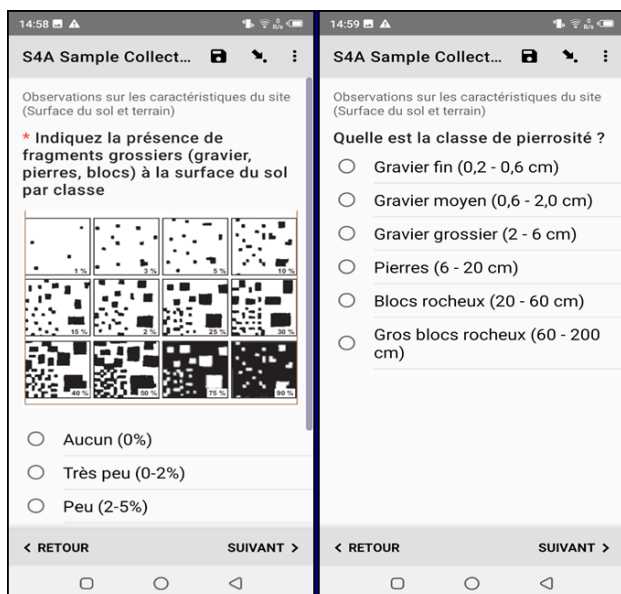 14:58
S4A Sample Collect...
Observations sur les caractéristiques du site
(Surface du sol et terrain)
* Indiquez la présence de
fragments grossiers (gravier,
pierres, blocs) à la surface du sol
par classe
1 % 3 % 5 % 10 %
15 % 2 % 25 % 30 %
40 % 50 % 75 % 90 %
Aucun (0%)
Très peu (0-2%)
Peu (2-5%)
< RETOUR SUIVANT >
14:59
S4A Sample Collect...
Observations sur les caractéristiques du site
(Surface du sol et terrain)
Quelle est la classe de pierrosité ?
Gravier fin (0,2 - 0,6 cm)
Gravier moyen (0,6 - 2,0 cm)
Gravier grossier (2 - 6 cm)
Pierres (6 - 20 cm)
Blocs rocheux (20 - 60 cm)
Gros blocs rocheux (60 - 200
cm)
< RETOUR SUIVANT >